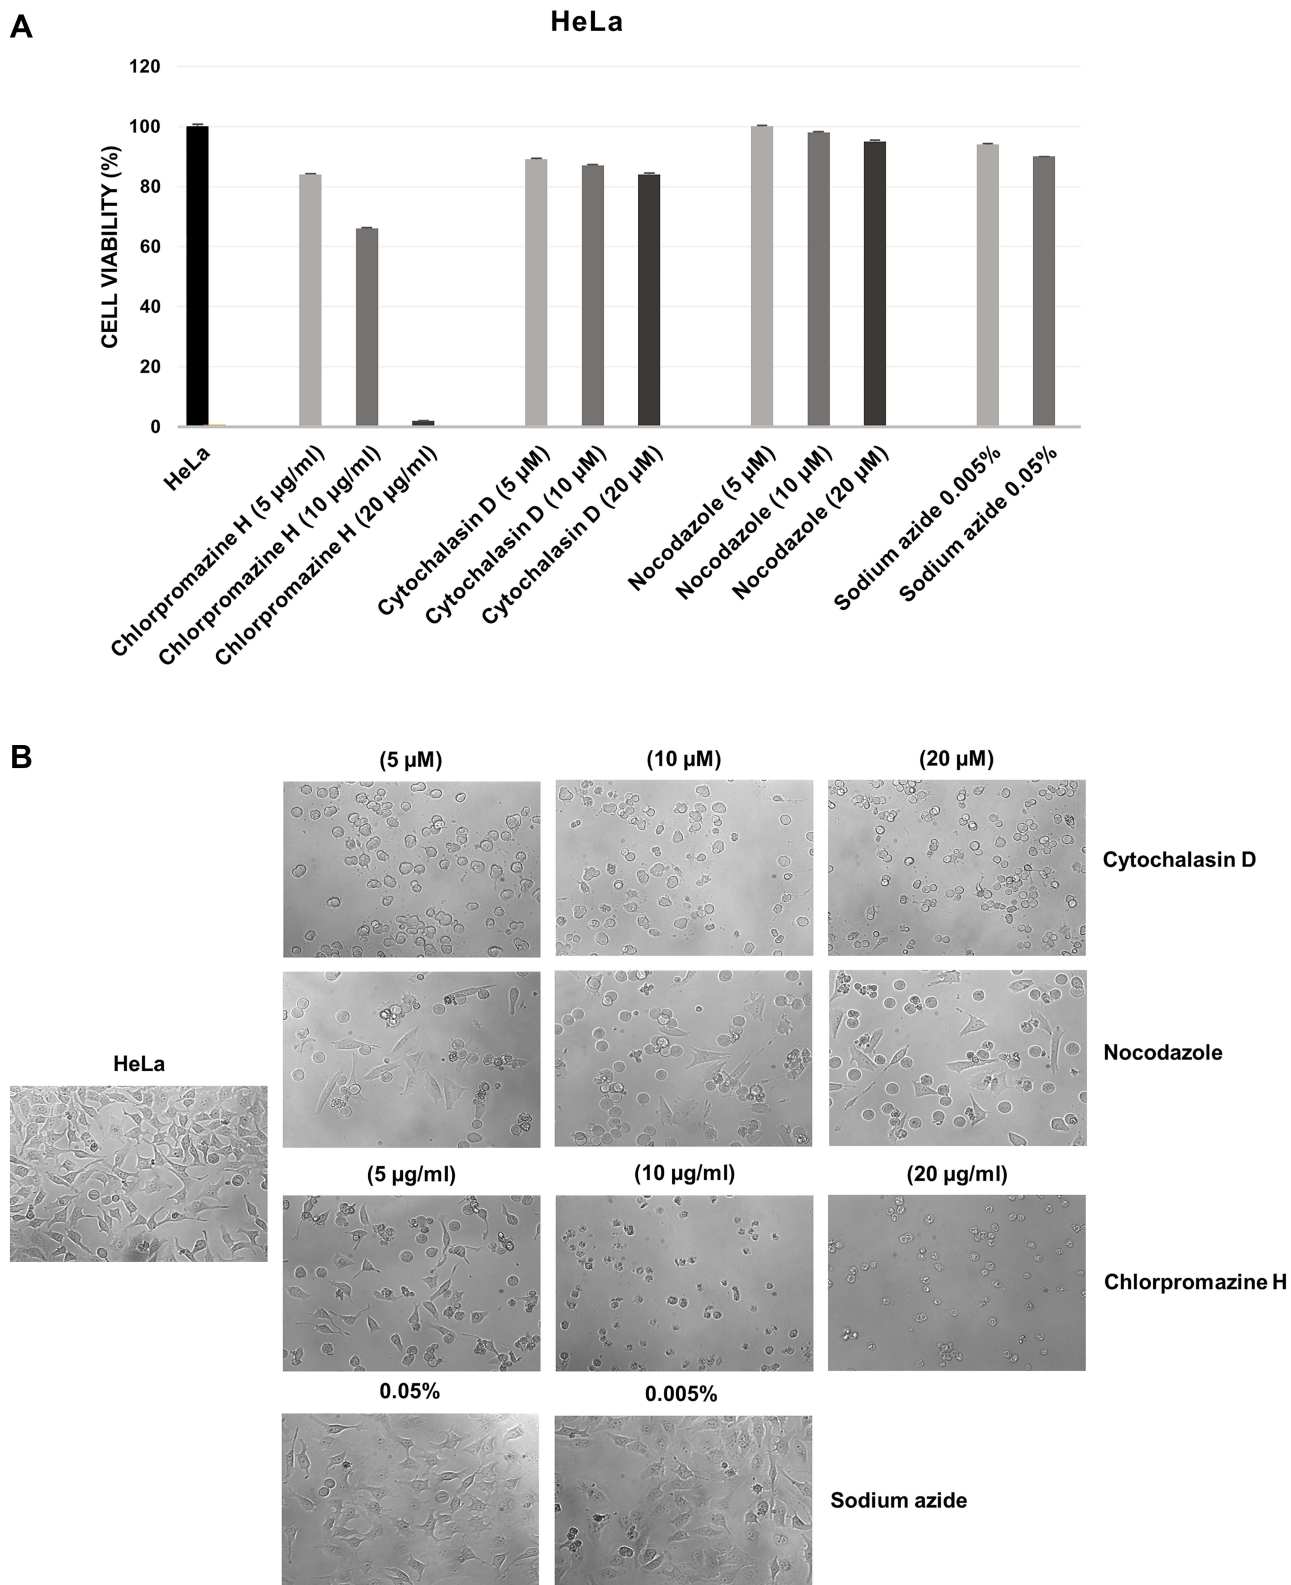 A
HeLa
120
100
80
60
40
20
0
CELL VIABILITY (%)
HeLa
Chlorpromazine H (5 µg/ml)
Chlorpromazine H (10 µg/ml)
Chlorpromazine H (20 µg/ml)
Cytochalasin D (5 µM)
Cytochalasin D (10 µM)
Cytochalasin D (20 µM)
Nocodazole (5 µM)
Nocodazole (10 µM)
Nocodazole (20 µM)
Sodium azide 0.005%
Sodium azide 0.05%
B
(5 µM) (10 µM) (20 µM)
Cytochalasin D
Nocodazole
HeLa
(5 µg/ml) (10 µg/ml) (20 µg/ml)
Chlorpromazine H
0.05% 0.005%
Sodium azide